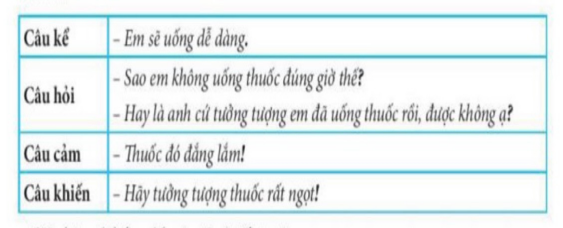 Câu kể – Em sẽ uống dễ dàng.
Câu hỏi – Sao em không uống thuốc đúng giờ thế?
– Hay là anh cứ tưởng tượng em đã uống thuốc rồi, được không ạ?
Câu cảm – Thuốc đó đắng lắm!
Câu khiến – Hãy tưởng tượng thuốc rất ngọt!